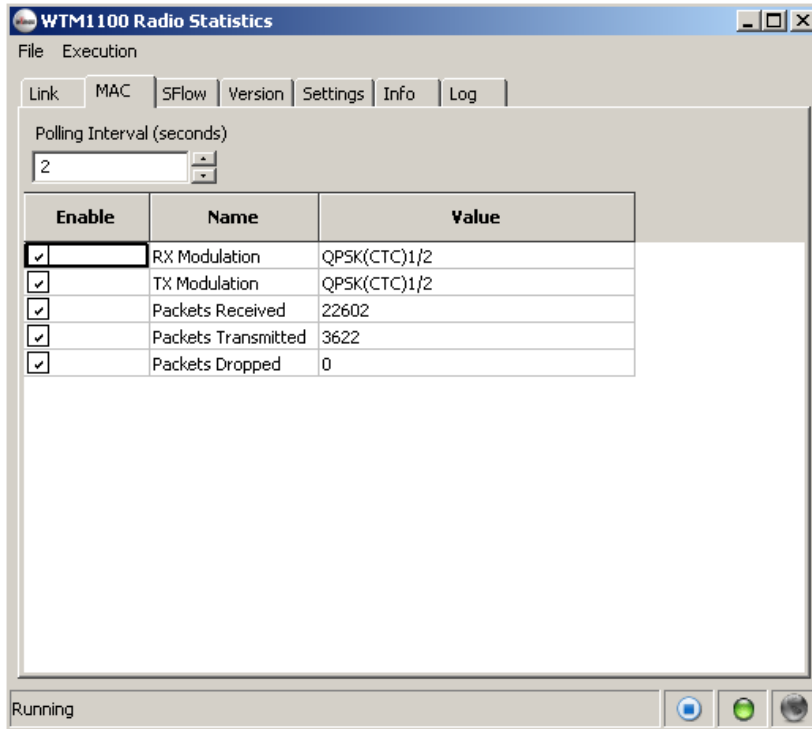 WTM1100 Radio Statistics
File Execution
Link MAC SFlow Version Settings Info Log
Polling Interval (seconds)
2
Enable Name Value
RX Modulation QPSK(CTC)1/2
TX Modulation QPSK(CTC)1/2
Packets Received 22602
Packets Transmitted 3622
Packets Dropped 0
Running